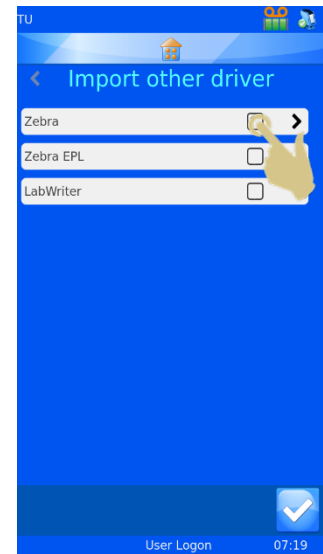 TU
Import other driver
Zebra
Zebra EPL
LabWriter
User Logon 07:19